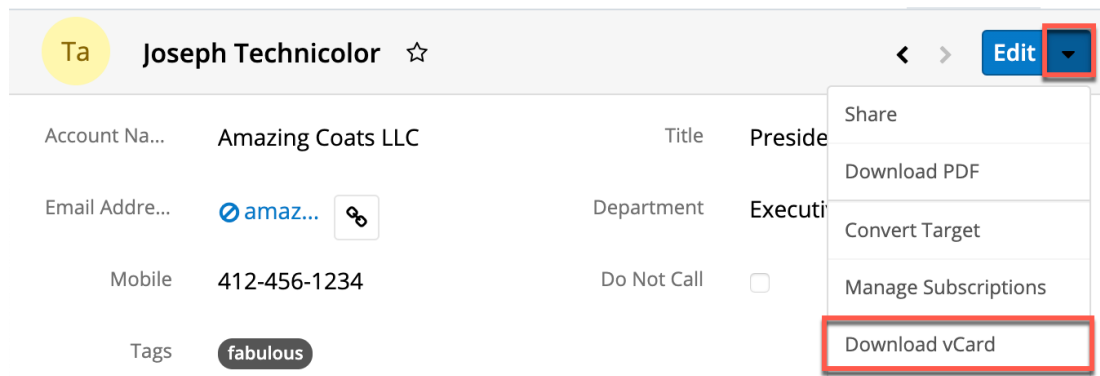 Ta
Joseph Technicolor
Edit
Account Na... Amazing Coats LLC Title
Share
Download PDF
Email Addre... amaz... Department
Convert Target
Mobile 412-456-1234 Do Not Call
Manage Subscriptions
Tags fabulous
Download vCard